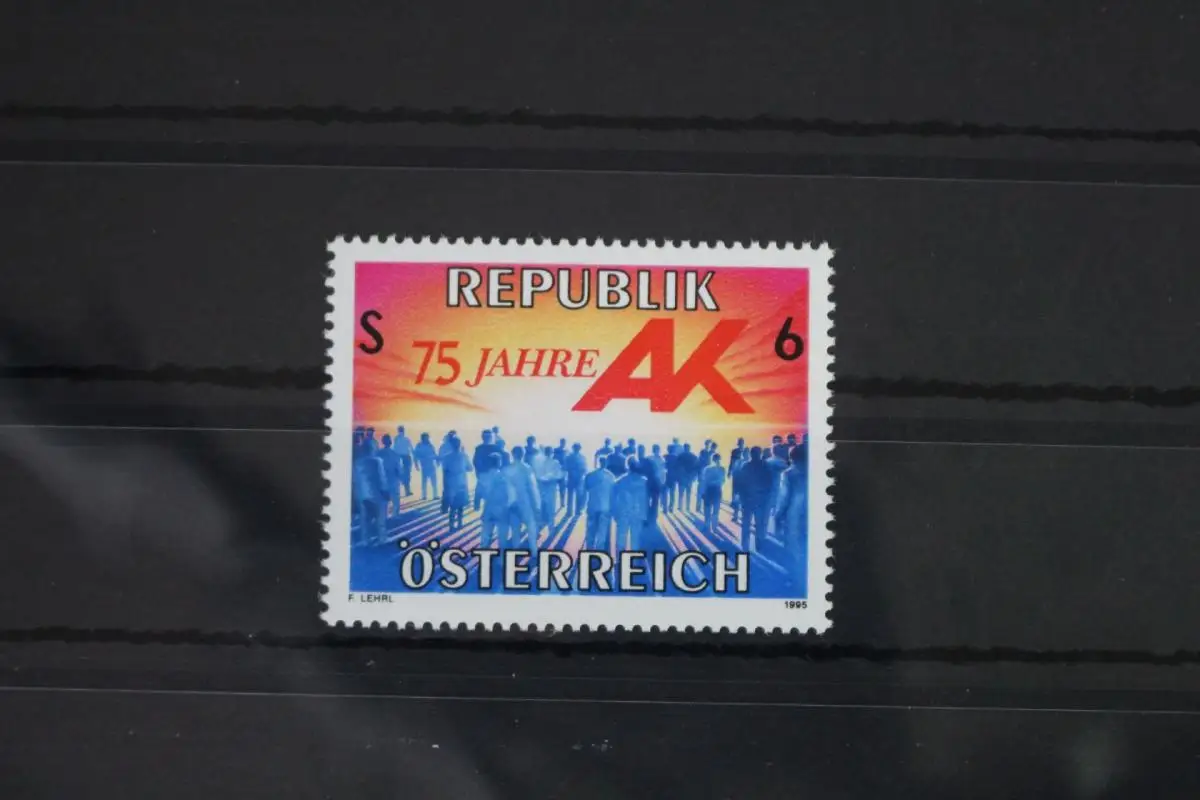 REPUBLIK
S 6
75 JAHRE AK
ÖSTERREICH
F. LEHRL 1995